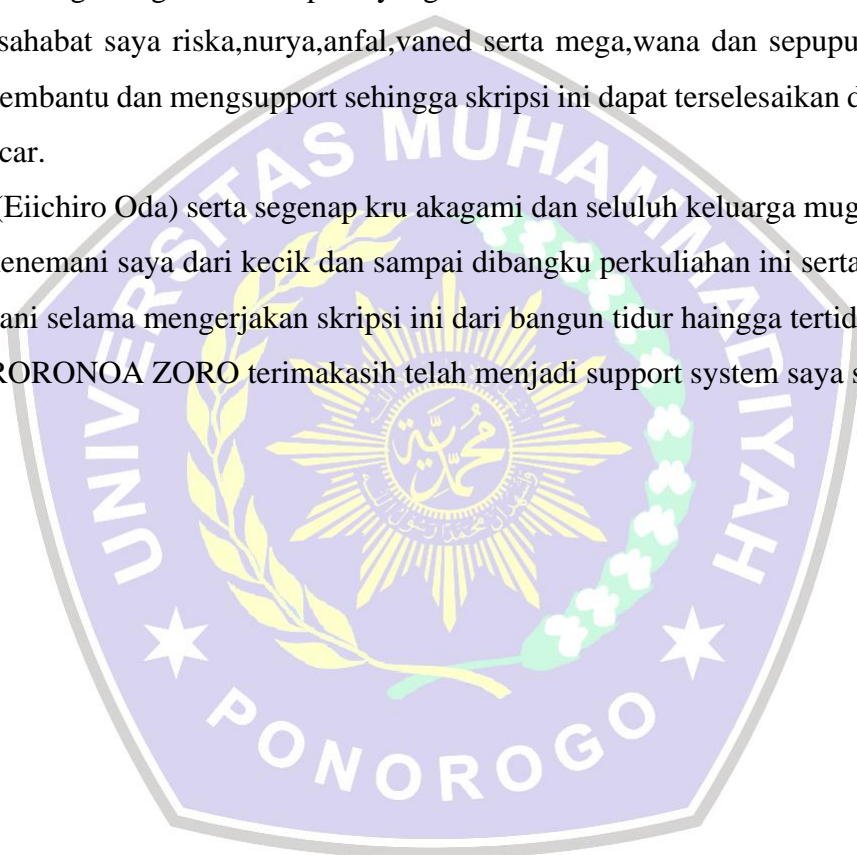 sahabat saya riska,nurya,anfal,vaned serta mega,wana dan sepupu
embantu dan mengsupport sehingga skripsi ini dapat terselesaikan d
car.
(Eiichiro Oda) serta segenap kru akagami dan seluluh keluarga mug
enemani saya dari kecik dan sampai dibangku perkuliahan ini serta
ani selama mengerjakan skripsi ini dari bangun tidur haingga tertid
RORONOA ZORO terimakasih telah menjadi support system saya s
UNIVERSITAS MUHAMMADIYAH
PONOROGO